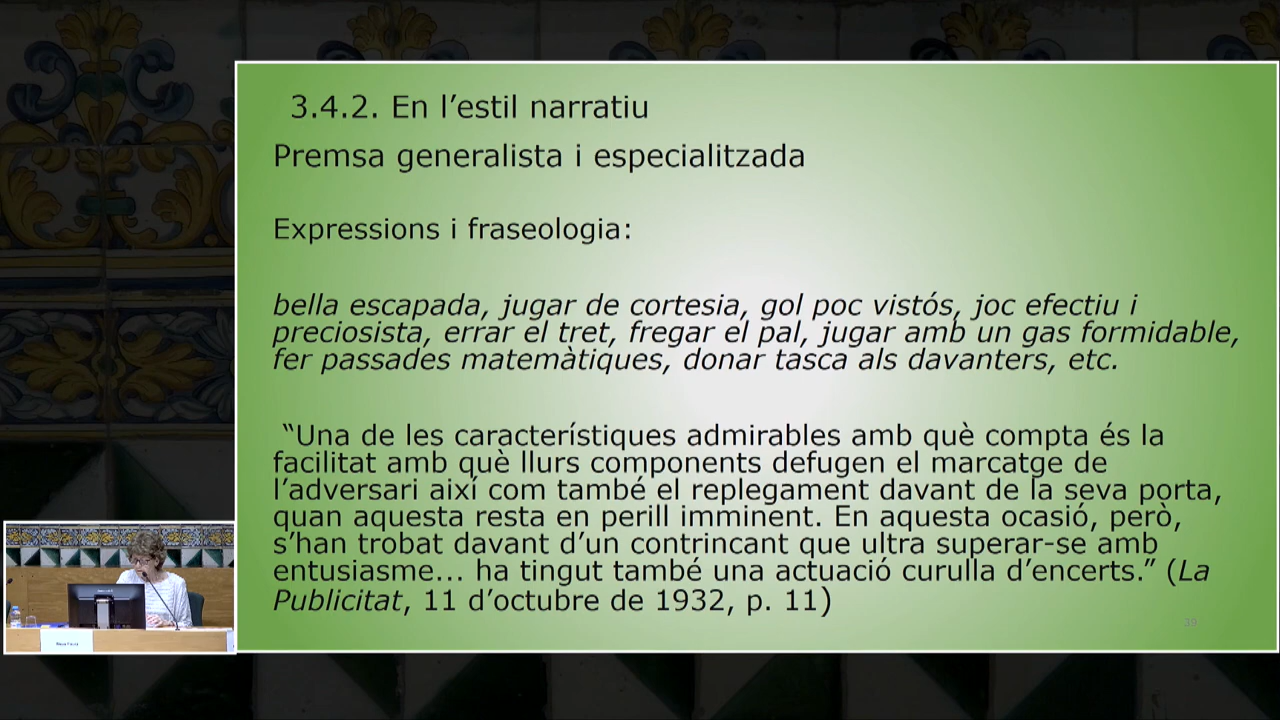 3.4.2. En l’estil narratiu
Premsa generalista i especialitzada
Expressions i fraseologia:
bella escapada, jugar de cortesia, gol poc vistós, joc efectiu i
preciosista, errar el tret, fregar el pal, jugar amb un gas formidable,
fer passades matemàtiques, donar tasca als davanters, etc.
“Una de les característiques admirables amb què compta és la
facilitat amb què llurs components defugen el marcatge de
l’adversari així com també el replegament davant de la seva porta,
quan aquesta resta en perill imminent. En aquesta ocasió, però,
s’han trobat davant d’un contrincant que ultra superar-se amb
entusiasme... ha tingut també una actuació curulla d’encerts.” (La
Publicitat, 11 d’octubre de 1932, p. 11)
39